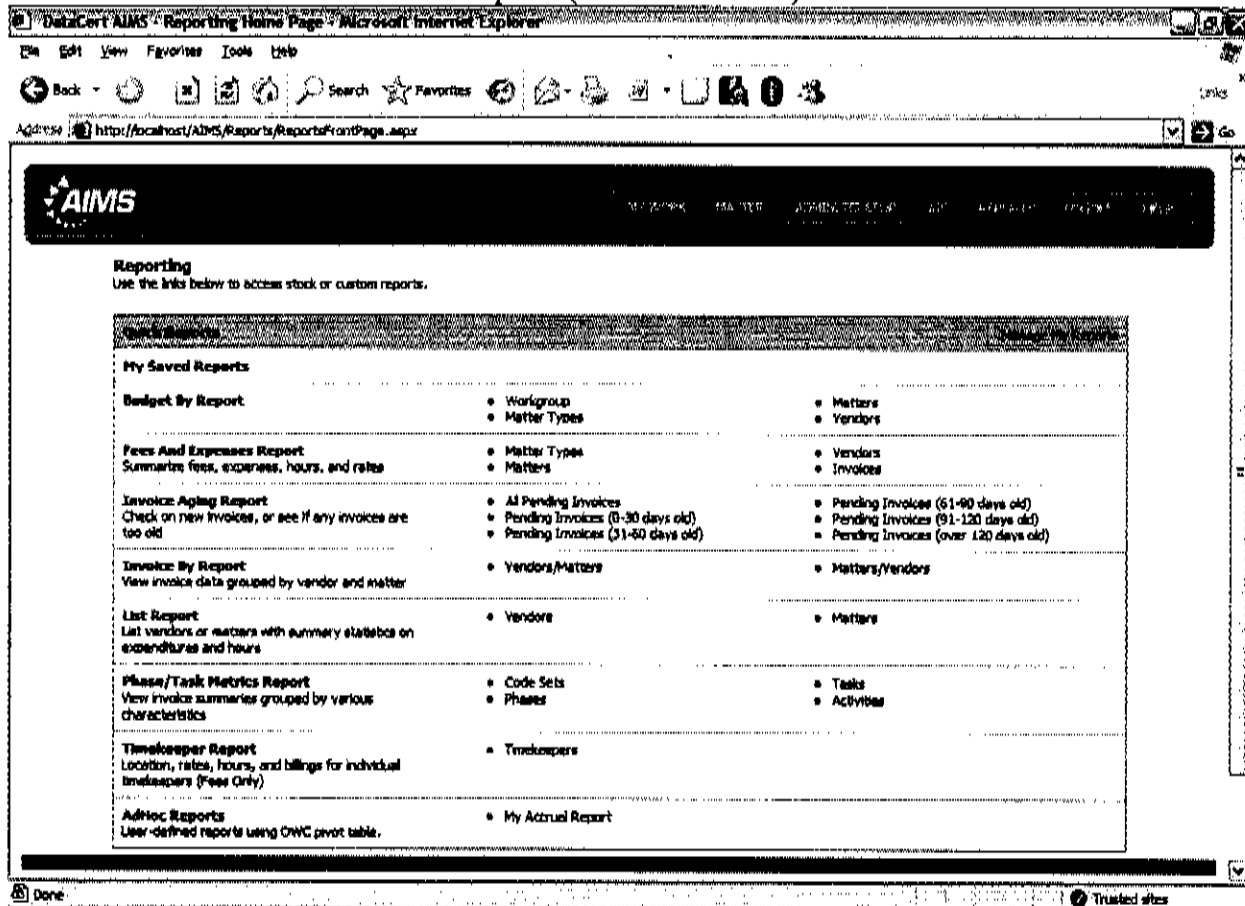 DataCert AIMS - Reporting Home Page - Microsoft Internet Explorer
File Edit View Favorites Tools Help
Back Search Favorites
Links
Address http://localhost/AIMS/Reports/ReportsFrontPage.aspx Go
AIMS
MATTER
Reporting
Use the links below to access stock or custom reports.
Quick Reports Manage My Reports
My Saved Reports
Budget By Report • Workgroup • Matters
• Matter Types • Vendors
Fees And Expenses Report • Matter Types • Vendors
Summarize fees, expenses, hours, and rates • Matters • Invoices
Invoice Aging Report • All Pending Invoices • Pending Invoices (61-90 days old)
Check on new invoices, or see if any invoices are • Pending Invoices (0-30 days old) • Pending Invoices (91-120 days old)
too old • Pending Invoices (31-60 days old) • Pending Invoices (over 120 days old)
Invoice By Report • Vendors/Matters • Matters/Vendors
View invoice data grouped by vendor and matter
List Report • Vendors • Matters
List vendors or matters with summary statistics on
expenditures and hours
Phase/Task Metrics Report • Code Sets • Tasks
View invoice summaries grouped by various • Phases • Activities
characteristics
Timekeeper Report • Timekeepers
Location, rates, hours, and billings for individual
timekeepers (Fees Only)
AdHoc Reports • My Accrual Report
User-defined reports using OWC pivot table.
Done Trusted sites